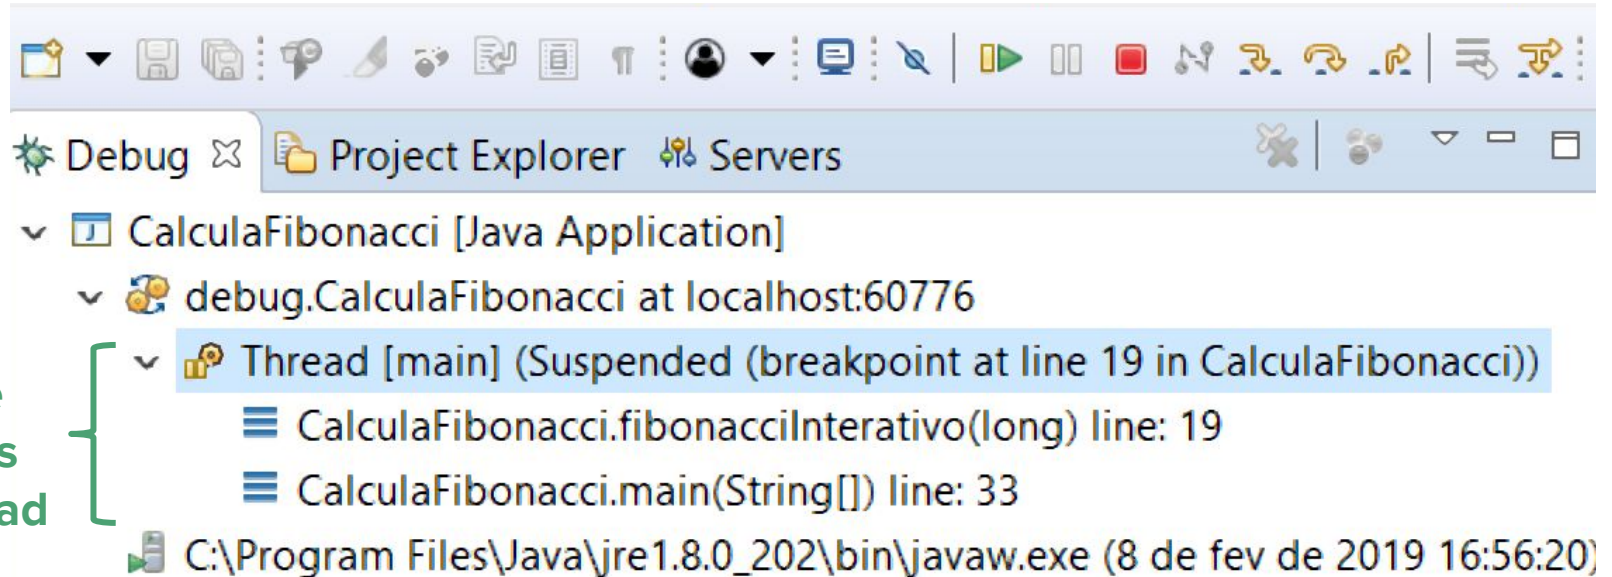 Debug Project Explorer Servers
CalculaFibonacci [Java Application]
debug.CalculaFibonacci at localhost:60776
Thread [main] (Suspended (breakpoint at line 19 in CalculaFibonacci))
CalculaFibonacci.fibonacciInterativo(long) line: 19
CalculaFibonacci.main(String[]) line: 33
C:\Program Files\Java\jre1.8.0_202\bin\javaw.exe (8 de fev de 2019 16:56:20)